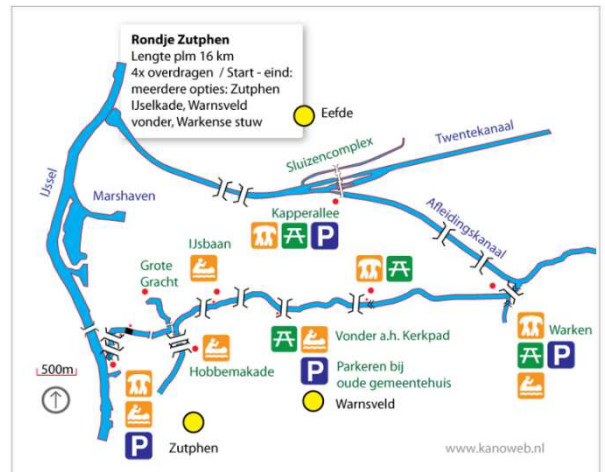 Rondje Zutphen
Lengte plm 16 km
4x overdragen / Start - eind:
meerdere opties: Zutphen
IJselkade, Warnsveld
vonder, Warkense stuw
Eefde
Twentekanaal
Sluizencomplex
IJssel
Marshaven
Kapperallee
P
Afleidingskanaal
IJsbaan
Grote
Gracht
Warken
P
Vonder a.h. Kerkpad
Hobbemakade
P
Parkeren bij
oude gemeentehuis
500m
Warnsveld
P
Zutphen
www.kanoweb.nl